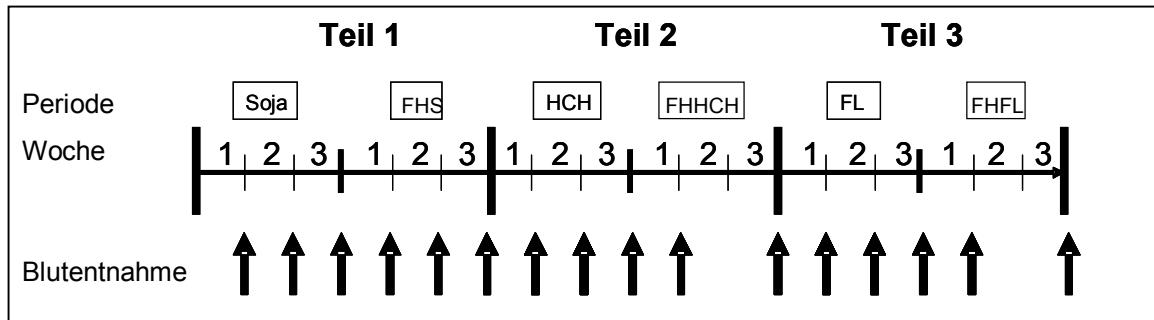 Teil 1 Teil 2 Teil 3
Periode Soja FHS HCH FHHCH FL FHFL
Woche 1 2 3 1 2 3 1 2 3 1 2 3 1 2 3 1 2 3
Blutentnahme